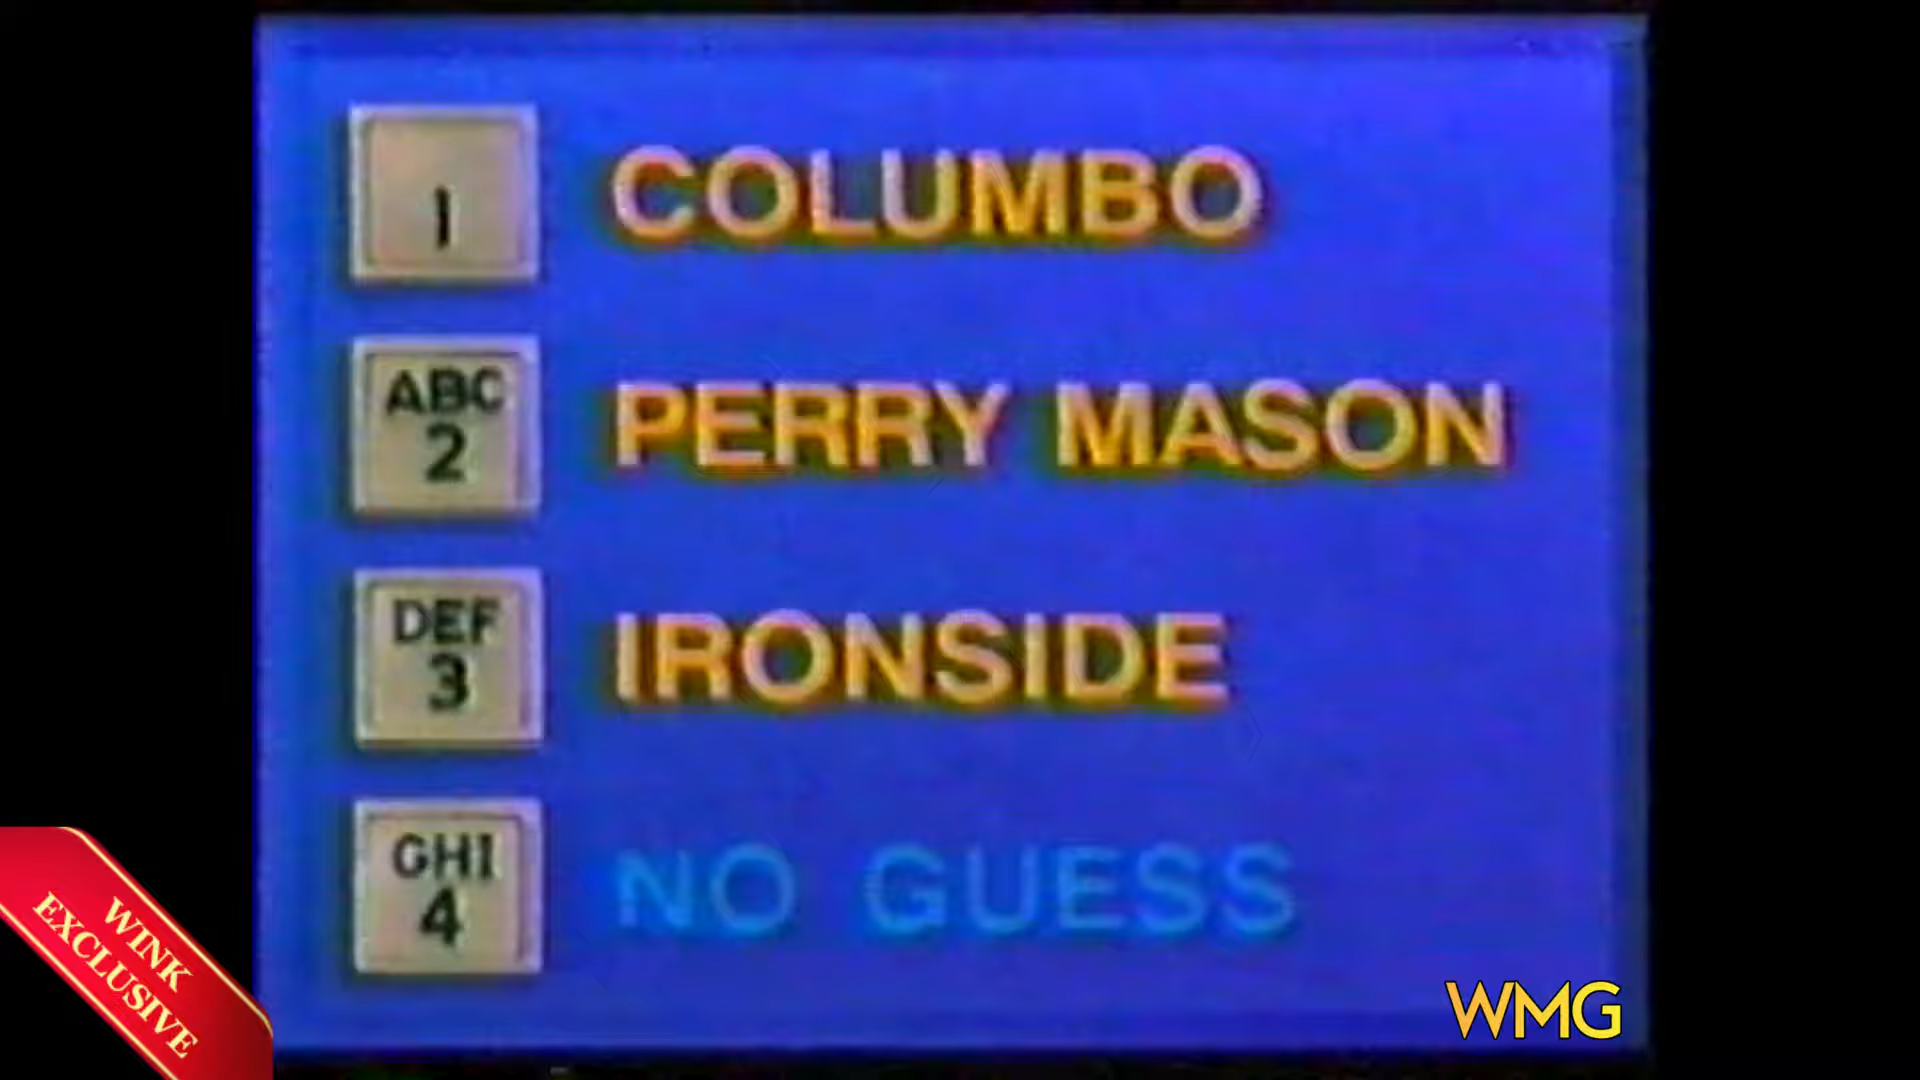 1
COLUMBO
ABC
2
PERRY MASON
DEF
3
IRONSIDE
GHI
4
NO GUESS
WINK
EXCLUSIVE
WMG